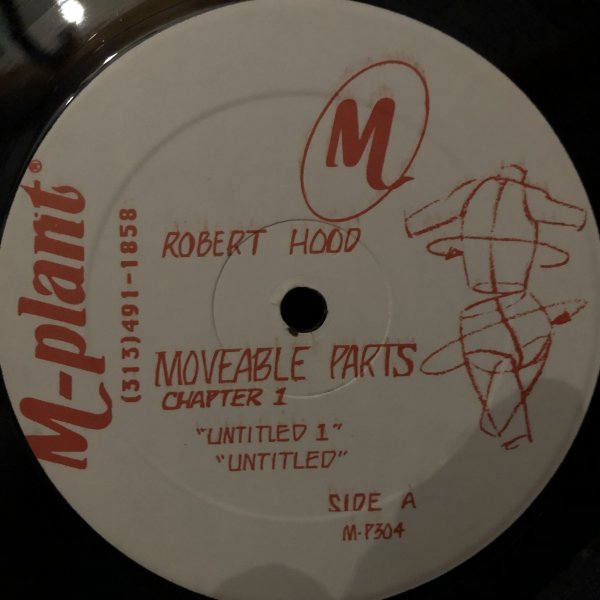 M
M-plant®
(313)491-1858
ROBERT HOOD
MOVEABLE PARTS
CHAPTER 1
"UNTITLED 1"
"UNTITLED"
SIDE A
M-P304